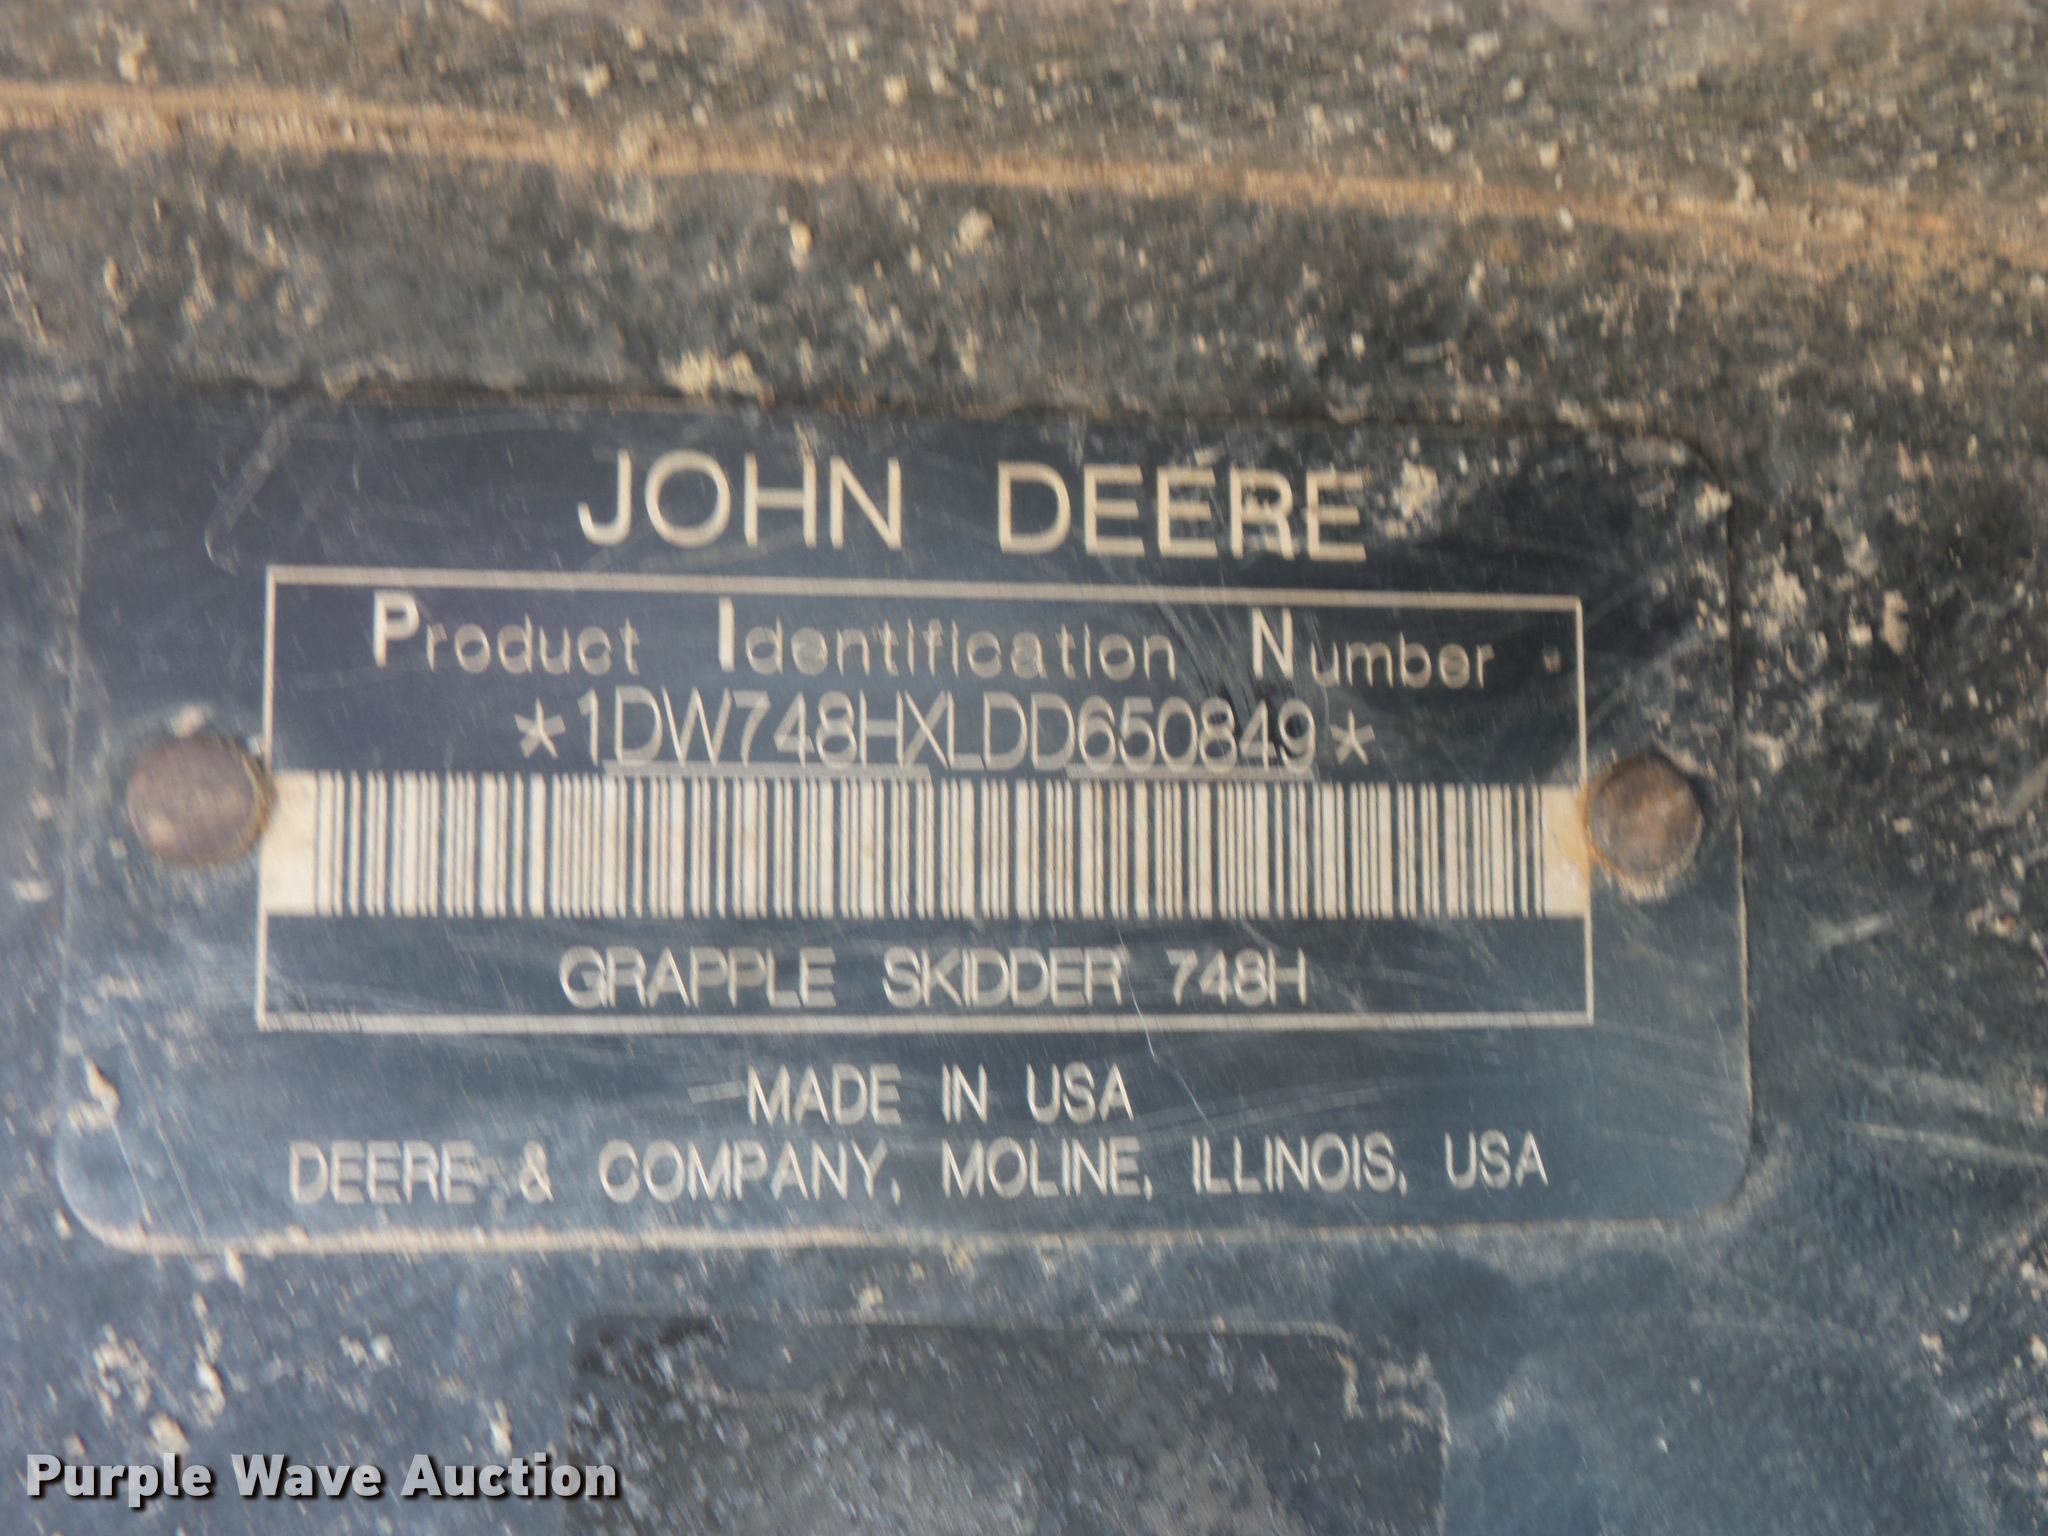 JOHN DEERE
Product Identification Number
*1DW748HXLDD650849*
GRAPPLE SKIDDER 748H
MADE IN USA
DEERE & COMPANY, MOLINE, ILLINOIS, USA
Purple Wave Auction